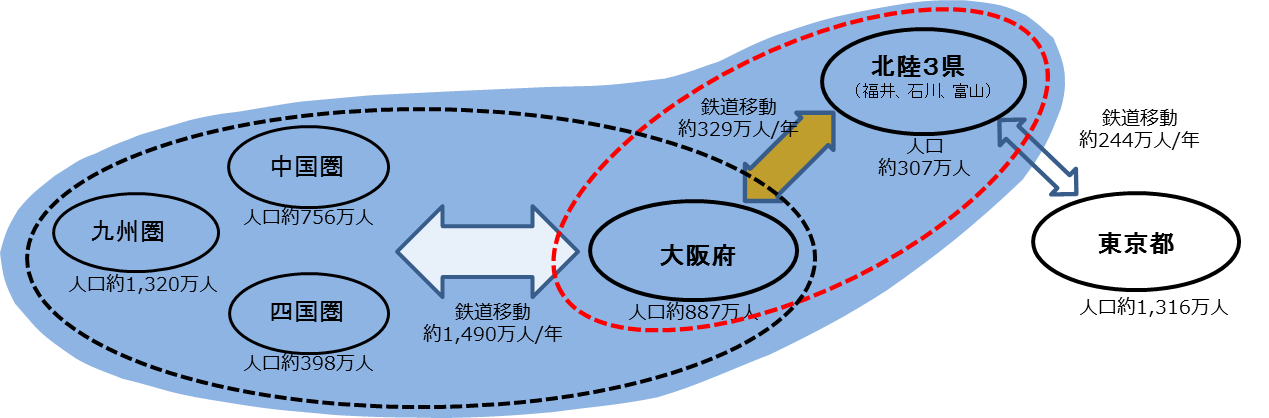 北陸3県
（福井、石川、富山）
人口
約307万人
鉄道移動
約329万人/年
鉄道移動
約244万人/年
中国圏
人口約756万人
九州圏
人口約1,320万人
四国圏
人口約398万人
鉄道移動
約1,490万人/年
大阪府
人口約887万人
東京都
人口約1,316万人